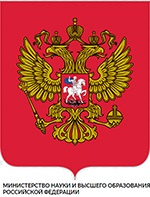 МИНИСТЕРСТВО НАУКИ И ВЫСШЕГО ОБРАЗОВАНИЯ
РОССИЙСКОЙ ФЕДЕРАЦИИ